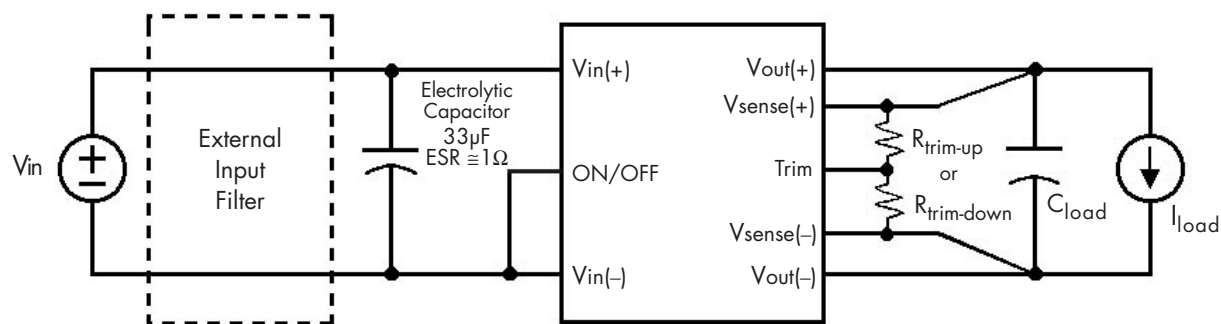 Vin
+
−
External
Input
Filter
Electrolytic
Capacitor
33µF
ESR ≅1Ω
Vin(+)
ON/OFF
Vin(−)
Vout(+)
Vsense(+)
Trim
Vsense(−)
Vout(−)
Rtrim-up
or
Rtrim-down
Cload
Iload